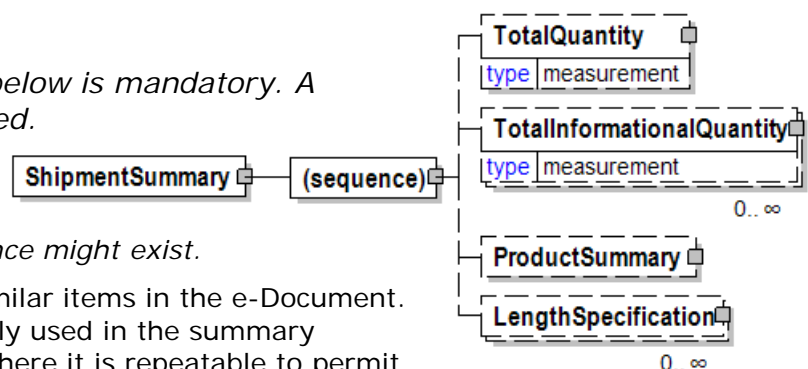 below is mandatory. A
ed.
nce might exist.
milar items in the e-Document.
ly used in the summary
here it is repeatable to permit
ShipmentSummary
(sequence)
TotalQuantity
type measurement
TotalInformationalQuantity
type measurement
0.. ∞
ProductSummary
LengthSpecification
0.. ∞